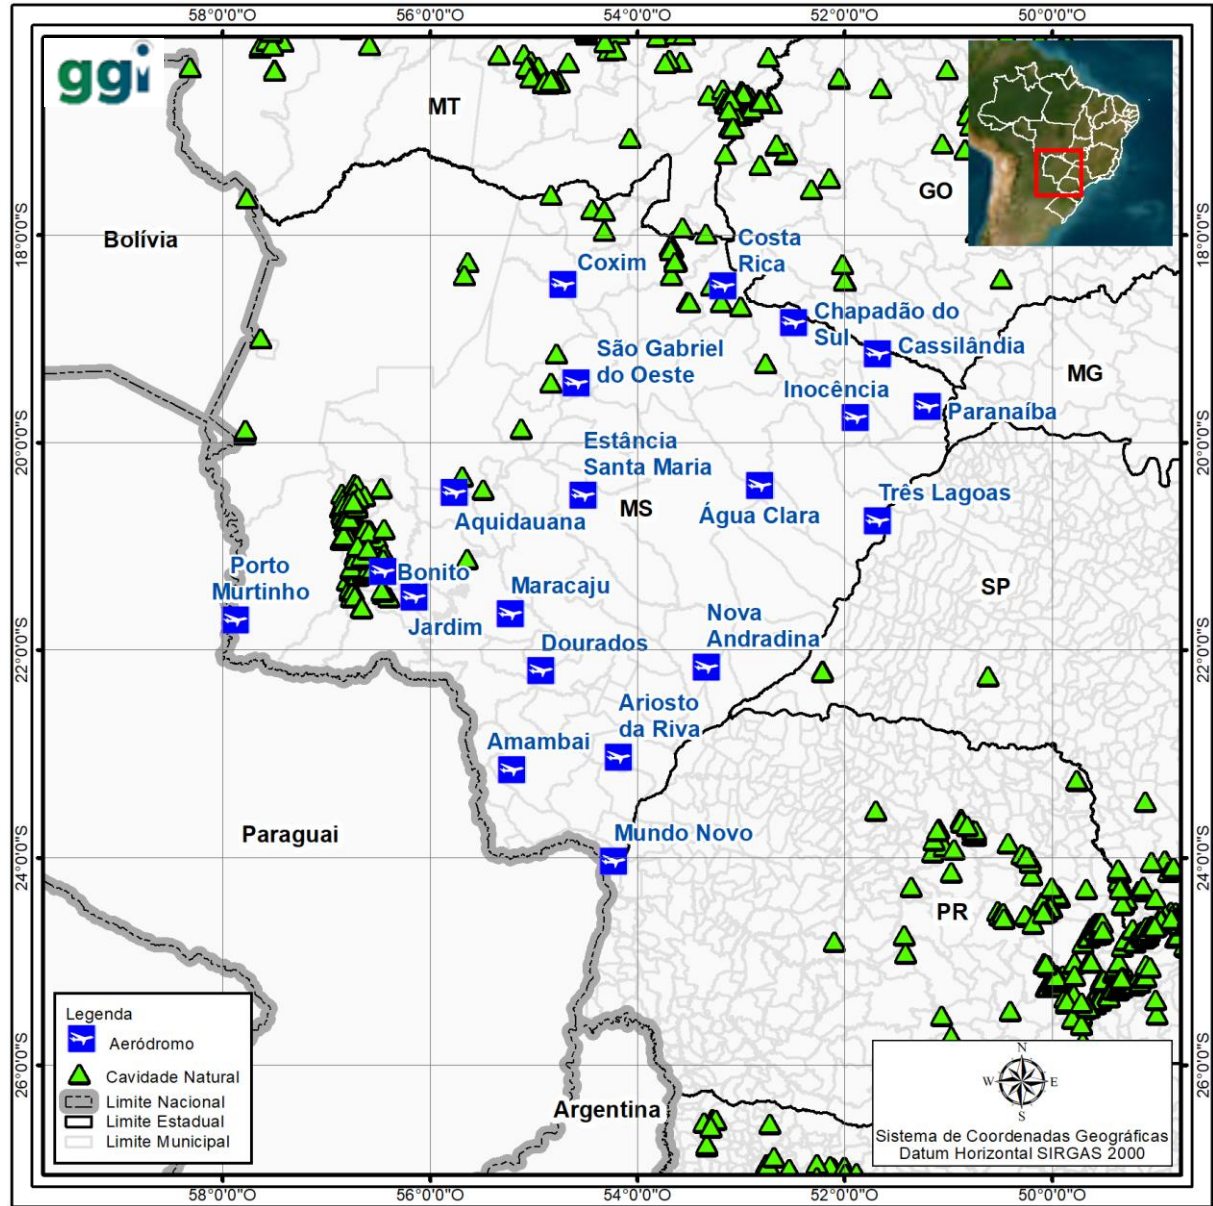 58°0'0"O
56°0'0"O
54°0'0"O
52°0'0"O
50°0'0"O
ggi
MT
GO
Bolívia
18°0'0"S
18°0'0"S
Costa
Rica
Coxim
Chapadão do
Sul
São Gabriel
do Oeste
Cassilândia
MG
Inocência
Paranaíba
20°0'0"S
20°0'0"S
Estância
Santa Maria
MS
Aquidauana
Água Clara
Três Lagoas
Porto
Murtinho
Bonito
Jardim
Maracaju
SP
Nova
Andradina
Dourados
22°0'0"S
22°0'0"S
Ariosto
da Riva
Amambai
Paraguai
Mundo Novo
24°0'0"S
24°0'0"S
PR
Legenda
Aeródromo
Cavidade Natural
Limite Nacional
Limite Estadual
Limite Municipal
26°0'0"S
26°0'0"S
Argentina
N
W
E
S
Sistema de Coordenadas Geográficas
Datum Horizontal SIRGAS 2000
58°0'0"O
56°0'0"O
54°0'0"O
52°0'0"O
50°0'0"O